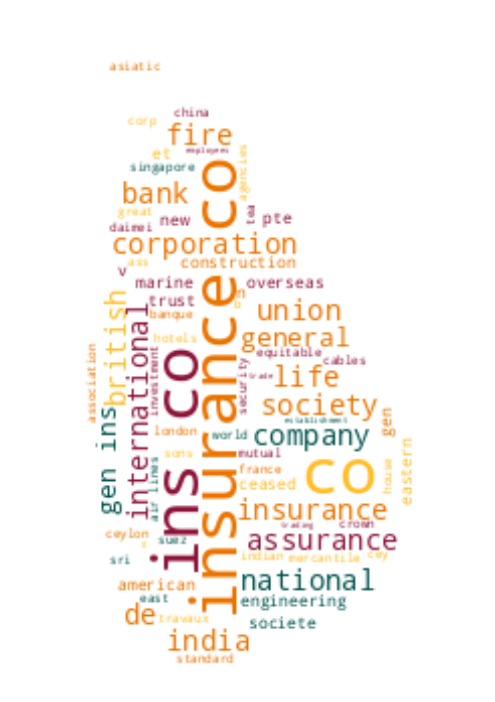 asiatic
china
corp
fire
employees
et
singapore
agencies
bank
insurance co
great
new
tea
pte
daimei
corporation
ass
construction
v
marine
overseas
trust
british
international
banque
union
hotels
general
equitable
cables
association
investment
security
trade
life
ins co
society
establishment
gen ins
gen
london
world
company
sons
mutual
co
air lines
france
house
eastern
ceased
insurance
trading
crown
ceylon
suez
assurance
sri
indian
mercantile
cey
american
national
east
engineering
de
travaux
societe
india
standard